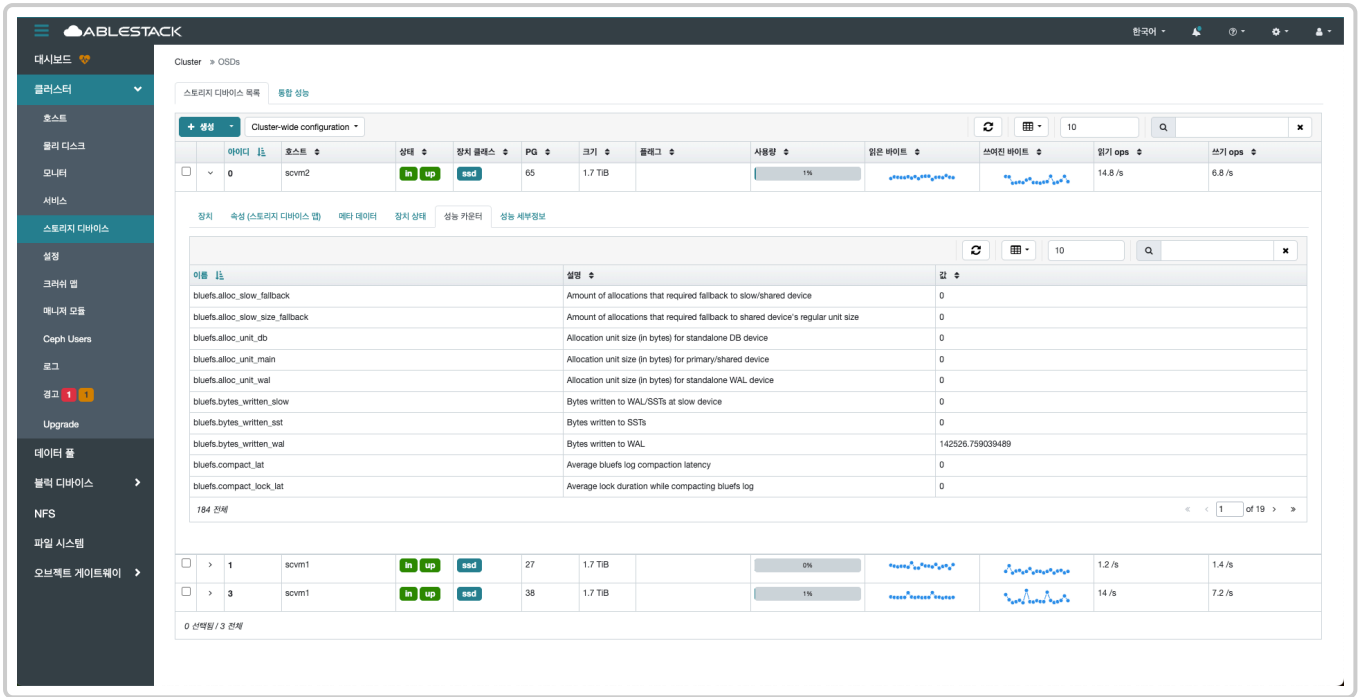 ABLESTACK
한국어
대시보드
클러스터
호스트
물리 디스크
모니터
서비스
스토리지 디바이스
설정
크러쉬 맵
매니저 모듈
Ceph Users
로그
경고 1 1
Upgrade
데이터 풀
블럭 디바이스
NFS
파일 시스템
오브젝트 게이트웨이
Cluster » OSDs
스토리지 디바이스 목록 통합 성능
+ 생성 Cluster-wide configuration 10
아이디 호스트 상태 장치 클래스 PG 크기 플래그 사용량 읽은 바이트 쓰여진 바이트 읽기 ops 쓰기 ops
0 scvm2 in up ssd 65 1.7 TiB 1% 14.8 /s 6.8 /s
장치 속성 (스토리지 디바이스 맵) 메타 데이터 장치 상태 성능 카운터 성능 세부정보
10
이름 설명 값
bluefs.alloc_slow_fallback Amount of allocations that required fallback to slow/shared device 0
bluefs.alloc_slow_size_fallback Amount of allocations that required fallback to shared device's regular unit size 0
bluefs.alloc_unit_db Allocation unit size (in bytes) for standalone DB device 0
bluefs.alloc_unit_main Allocation unit size (in bytes) for primary/shared device 0
bluefs.alloc_unit_wal Allocation unit size (in bytes) for standalone WAL device 0
bluefs.bytes_written_slow Bytes written to WAL/SSTs at slow device 0
bluefs.bytes_written_sst Bytes written to SSTs 0
bluefs.bytes_written_wal Bytes written to WAL 142526.759039489
bluefs.compact_lat Average bluefs log compaction latency 0
bluefs.compact_lock_lat Average lock duration while compacting bluefs log 0
184 전체 « ‹ 1 of 19 › »
1 scvm1 in up ssd 27 1.7 TiB 0% 1.2 /s 1.4 /s
3 scvm1 in up ssd 38 1.7 TiB 1% 14 /s 7.2 /s
0 선택됨 / 3 전체